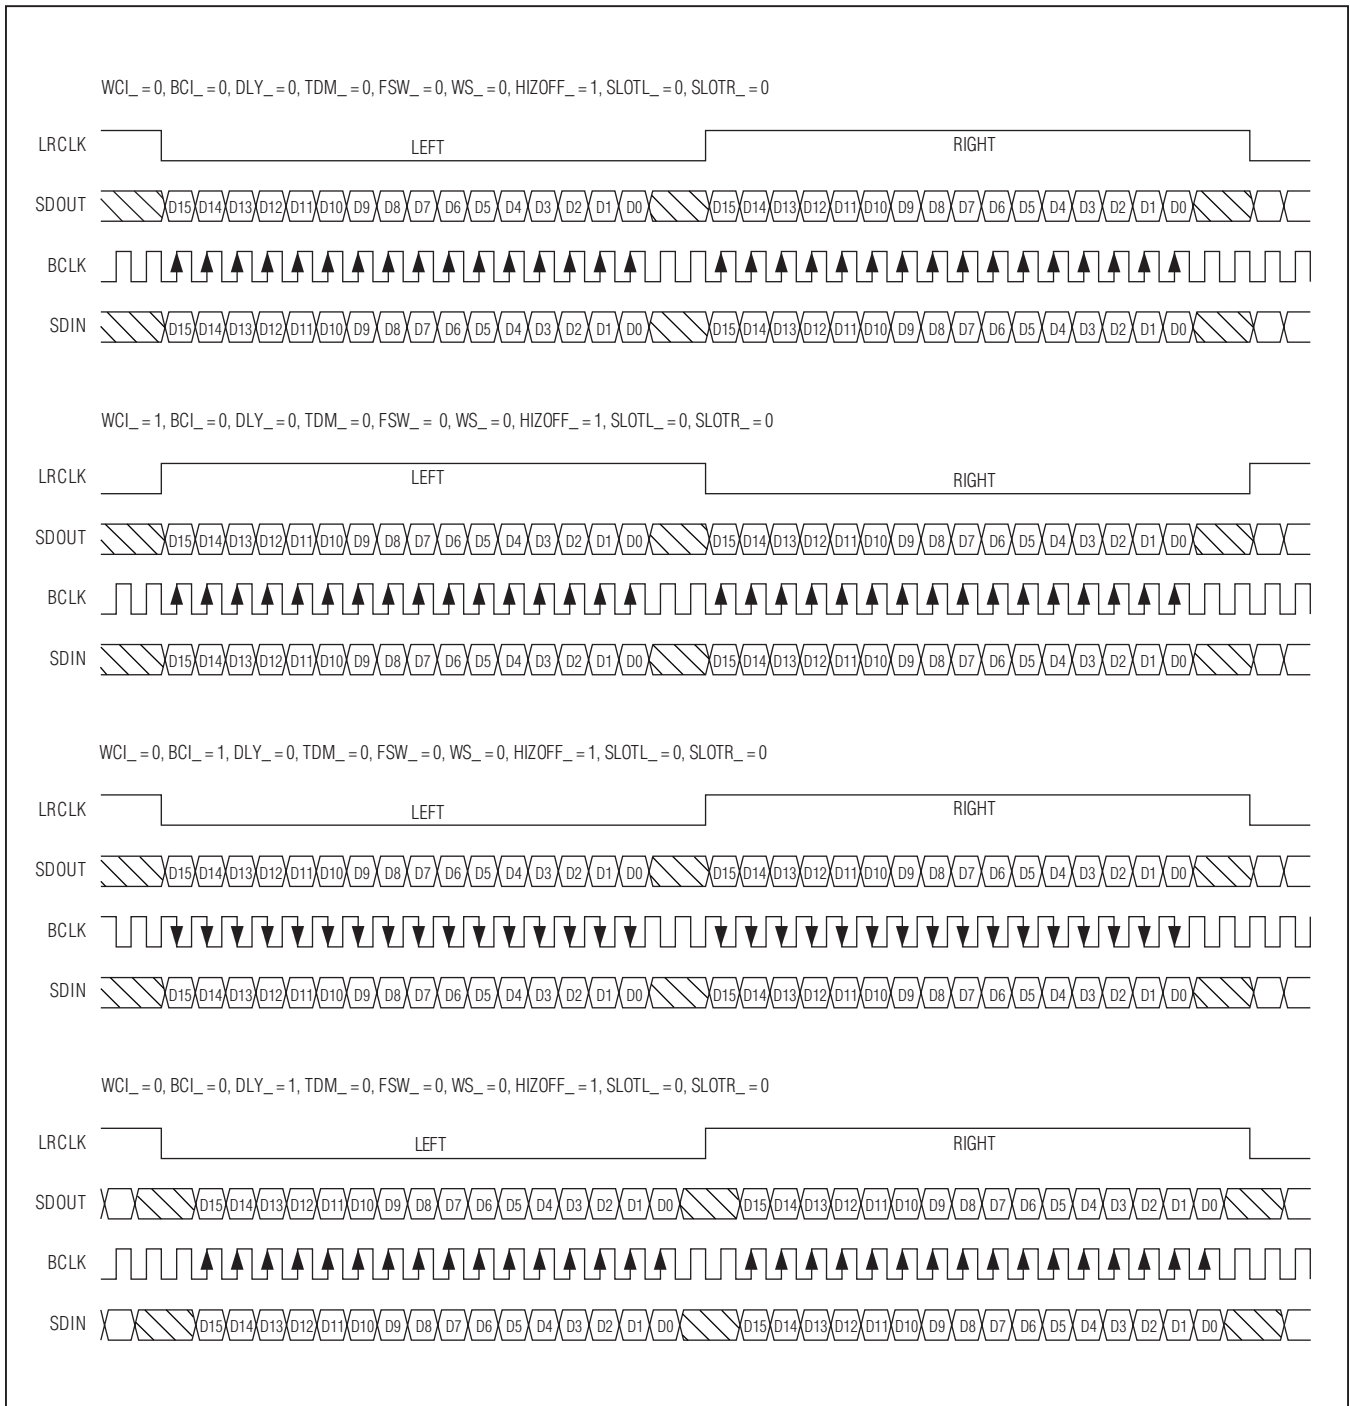 WCI_ = 0, BCI_ = 0, DLY_ = 0, TDM_ = 0, FSW_ = 0, WS_ = 0, HIZOFF_ = 1, SLOTL_ = 0, SLOTR_ = 0
LRCLK LEFT RIGHT
SDOUT D15 D14 D13 D12 D11 D10 D9 D8 D7 D6 D5 D4 D3 D2 D1 D0 D15 D14 D13 D12 D11 D10 D9 D8 D7 D6 D5 D4 D3 D2 D1 D0
BCLK
SDIN D15 D14 D13 D12 D11 D10 D9 D8 D7 D6 D5 D4 D3 D2 D1 D0 D15 D14 D13 D12 D11 D10 D9 D8 D7 D6 D5 D4 D3 D2 D1 D0
WCI_ = 1, BCI_ = 0, DLY_ = 0, TDM_ = 0, FSW_ = 0, WS_ = 0, HIZOFF_ = 1, SLOTL_ = 0, SLOTR_ = 0
LRCLK LEFT RIGHT
SDOUT D15 D14 D13 D12 D11 D10 D9 D8 D7 D6 D5 D4 D3 D2 D1 D0 D15 D14 D13 D12 D11 D10 D9 D8 D7 D6 D5 D4 D3 D2 D1 D0
BCLK
SDIN D15 D14 D13 D12 D11 D10 D9 D8 D7 D6 D5 D4 D3 D2 D1 D0 D15 D14 D13 D12 D11 D10 D9 D8 D7 D6 D5 D4 D3 D2 D1 D0
WCI_ = 0, BCI_ = 1, DLY_ = 0, TDM_ = 0, FSW_ = 0, WS_ = 0, HIZOFF_ = 1, SLOTL_ = 0, SLOTR_ = 0
LRCLK LEFT RIGHT
SDOUT D15 D14 D13 D12 D11 D10 D9 D8 D7 D6 D5 D4 D3 D2 D1 D0 D15 D14 D13 D12 D11 D10 D9 D8 D7 D6 D5 D4 D3 D2 D1 D0
BCLK
SDIN D15 D14 D13 D12 D11 D10 D9 D8 D7 D6 D5 D4 D3 D2 D1 D0 D15 D14 D13 D12 D11 D10 D9 D8 D7 D6 D5 D4 D3 D2 D1 D0
WCI_ = 0, BCI_ = 0, DLY_ = 1, TDM_ = 0, FSW_ = 0, WS_ = 0, HIZOFF_ = 1, SLOTL_ = 0, SLOTR_ = 0
LRCLK LEFT RIGHT
SDOUT D15 D14 D13 D12 D11 D10 D9 D8 D7 D6 D5 D4 D3 D2 D1 D0 D15 D14 D13 D12 D11 D10 D9 D8 D7 D6 D5 D4 D3 D2 D1 D0
BCLK
SDIN D15 D14 D13 D12 D11 D10 D9 D8 D7 D6 D5 D4 D3 D2 D1 D0 D15 D14 D13 D12 D11 D10 D9 D8 D7 D6 D5 D4 D3 D2 D1 D0